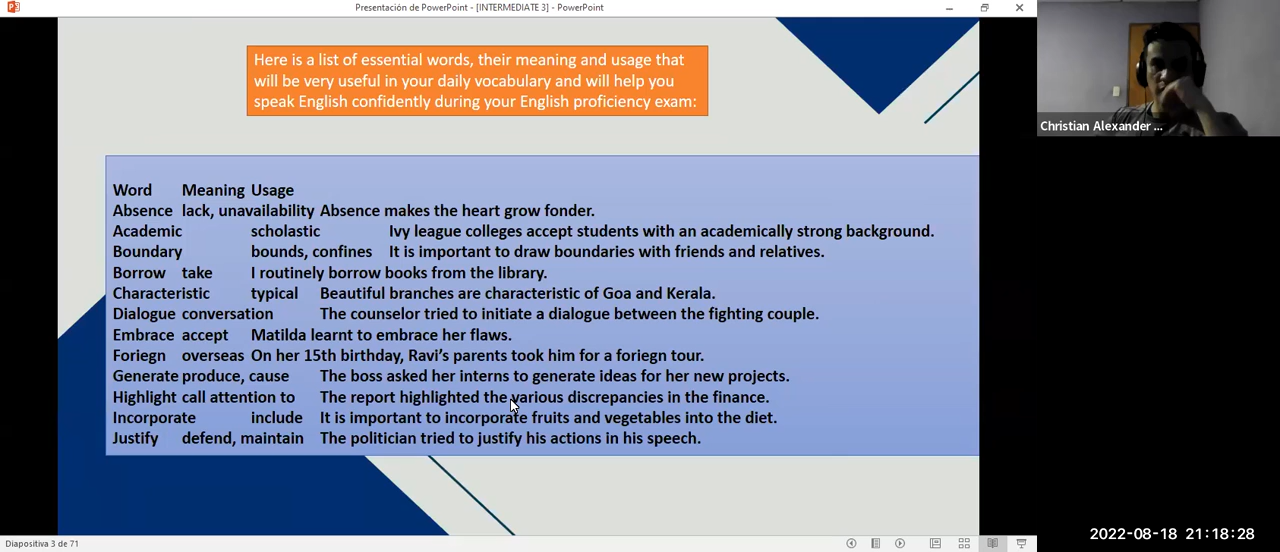 Presentación de PowerPoint - [INTERMEDIATE 3] - PowerPoint
Here is a list of essential words, their meaning and usage that
will be very useful in your daily vocabulary and will help you
speak English confidently during your English proficiency exam:
Christian Alexander ...
Word Meaning Usage
Absence lack, unavailability Absence makes the heart grow fonder.
Academic scholastic Ivy league colleges accept students with an academically strong background.
Boundary bounds, confines It is important to draw boundaries with friends and relatives.
Borrow take I routinely borrow books from the library.
Characteristic typical Beautiful branches are characteristic of Goa and Kerala.
Dialogue conversation The counselor tried to initiate a dialogue between the fighting couple.
Embrace accept Matilda learnt to embrace her flaws.
Foriegn overseas On her 15th birthday, Ravi's parents took him for a foriegn tour.
Generate produce, cause The boss asked her interns to generate ideas for her new projects.
Highlight call attention to The report highlighted the various discrepancies in the finance.
Incorporate include It is important to incorporate fruits and vegetables into the diet.
Justify defend, maintain The politician tried to justify his actions in his speech.
Diapositiva 3 de 71
2022-08-18 21:18:28